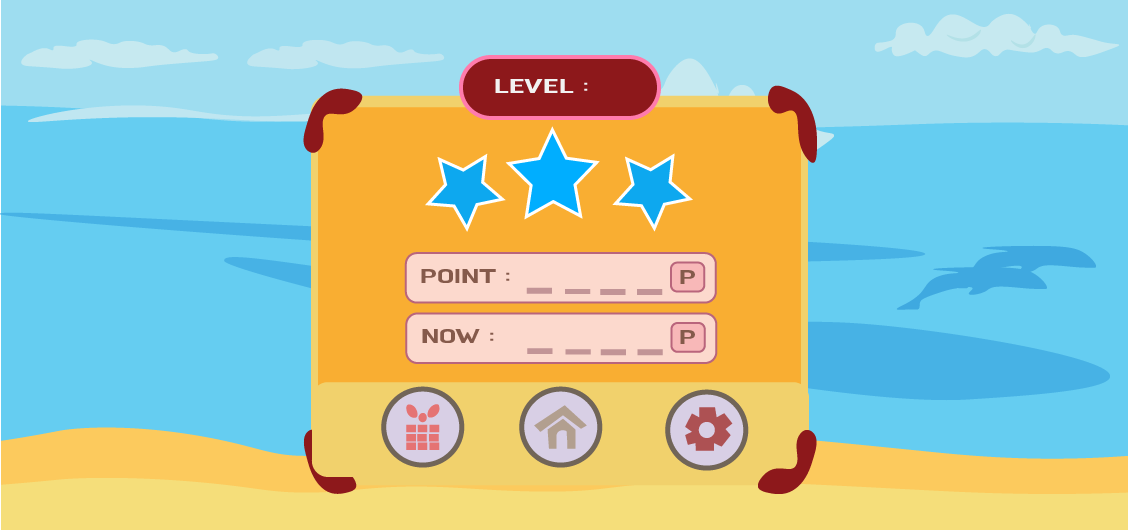 LEVEL :
POINT : _ _ _ _ P
NOW : _ _ _ _ P